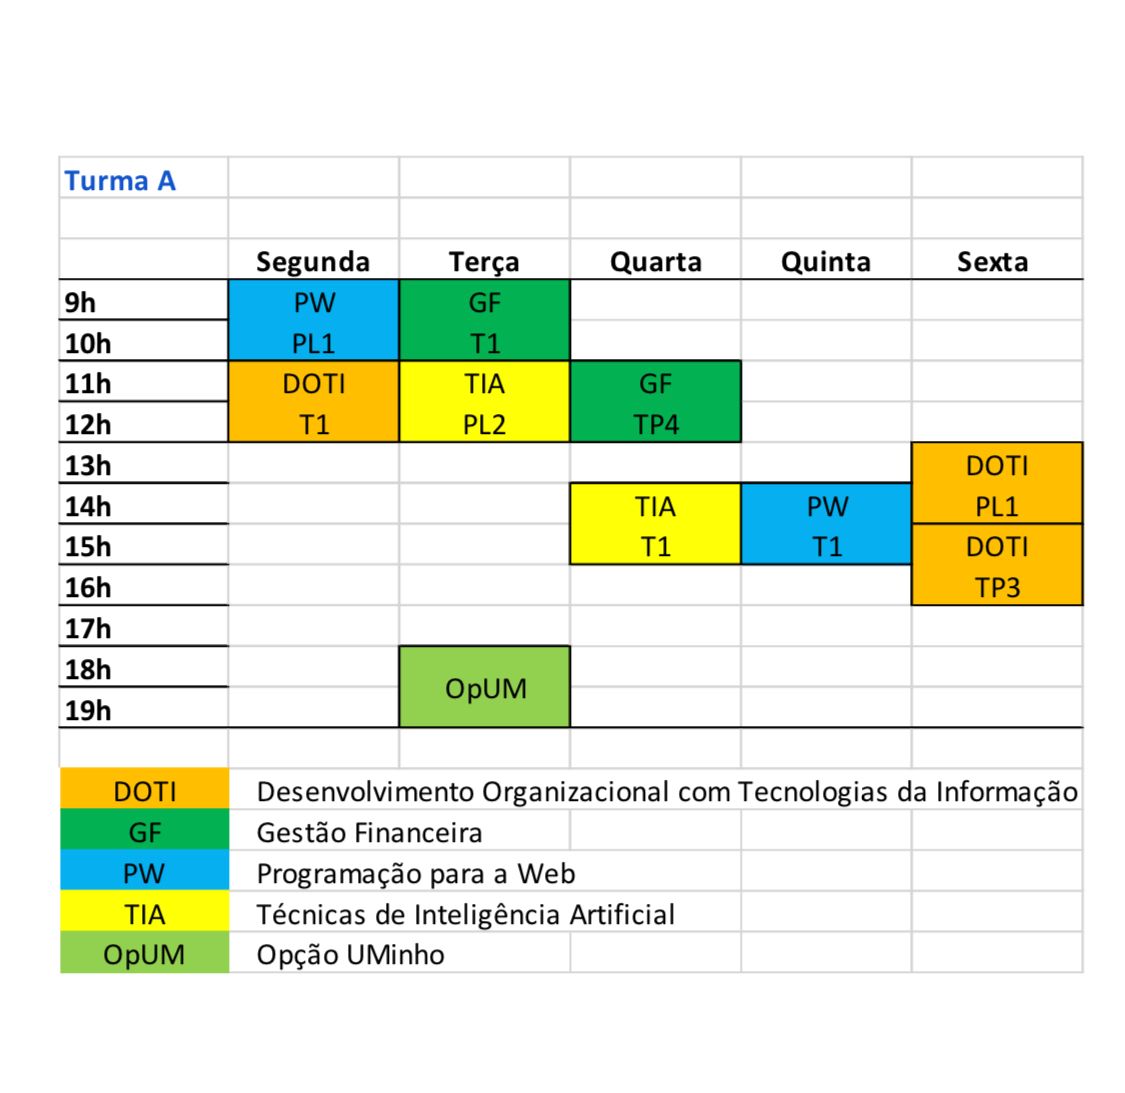 Turma A
Segunda Terça Quarta Quinta Sexta
9h PW GF
10h PL1 T1
11h DOTI TIA GF
12h T1 PL2 TP4
13h DOTI
14h TIA PW PL1
15h T1 T1 DOTI
16h TP3
17h
18h
OpUM
19h
DOTI Desenvolvimento Organizacional com Tecnologias da Informação
GF Gestão Financeira
PW Programação para a Web
TIA Técnicas de Inteligência Artificial
OpUM Opção UMinho